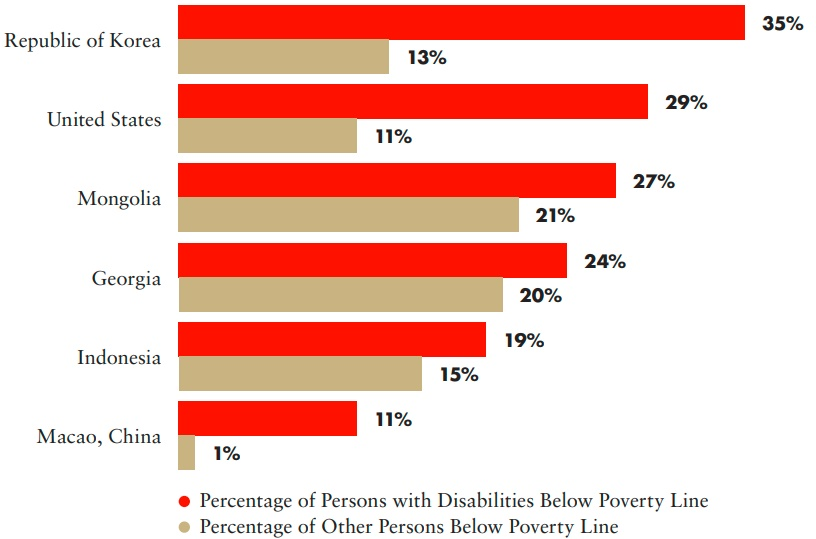 Republic of Korea
35%
13%
United States
29%
11%
Mongolia
27%
21%
Georgia
24%
20%
Indonesia
19%
15%
Macao, China
11%
1%
Percentage of Persons with Disabilities Below Poverty Line
Percentage of Other Persons Below Poverty Line